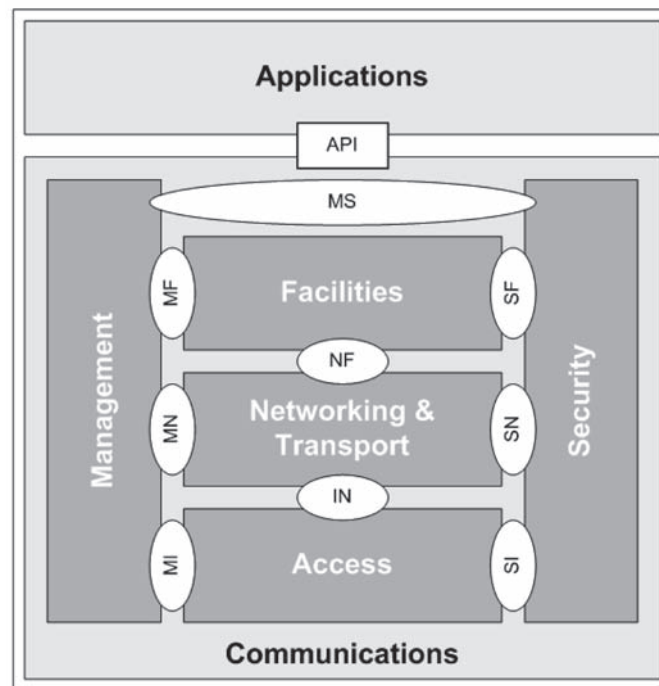 Applications
API
MS
Management
MF
Facilities
SF
Security
NF
MN
Networking &
Transport
SN
IN
MI
Access
SI
Communications